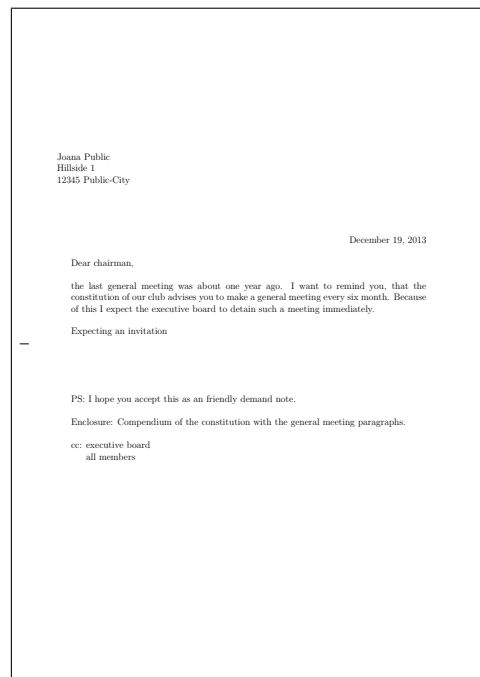 Joana Public
Hillside 1
12345 Public-City
December 19, 2013
Dear chairman,
the last general meeting was about one year ago. I want to remind you, that the
constitution of our club advises you to make a general meeting every six month. Because
of this I expect the executive board to detain such a meeting immediately.
Expecting an invitation
PS: I hope you accept this as an friendly demand note.
Enclosure: Compendium of the constitution with the general meeting paragraphs.
cc: executive board
all members